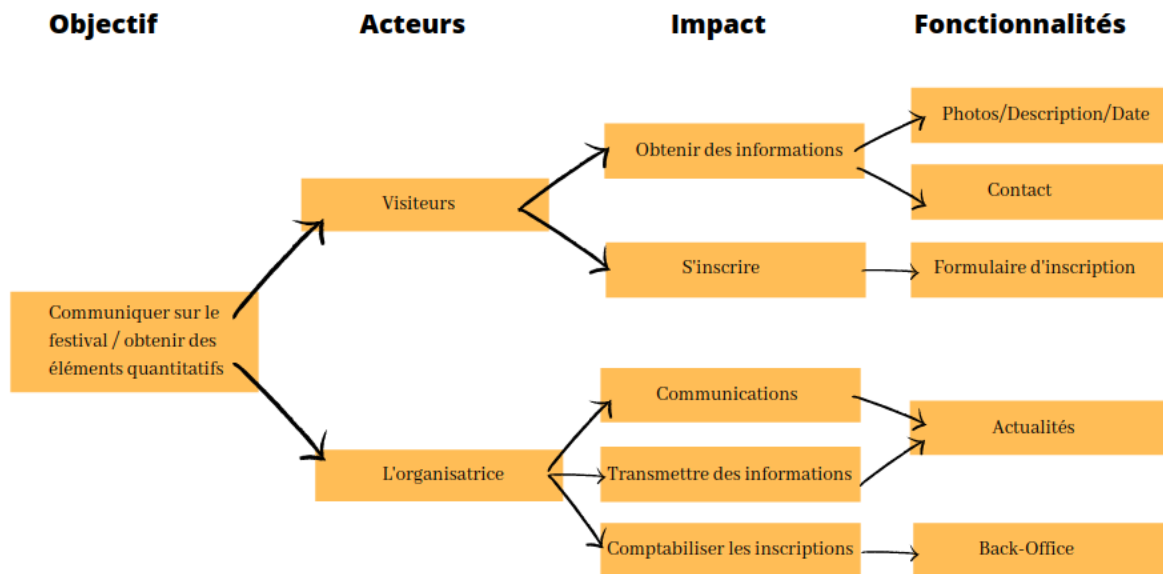 Objectif
Acteurs
Impact
Fonctionnalités
Photos/Description/Date
Obtenir des informations
Contact
Visiteurs
S'inscrire
Formulaire d'inscription
Communiquer sur le
festival / obtenir des
éléments quantitatifs
Communications
Actualités
L'organisatrice
Transmettre des informations
Comptabiliser les inscriptions
Back-Office